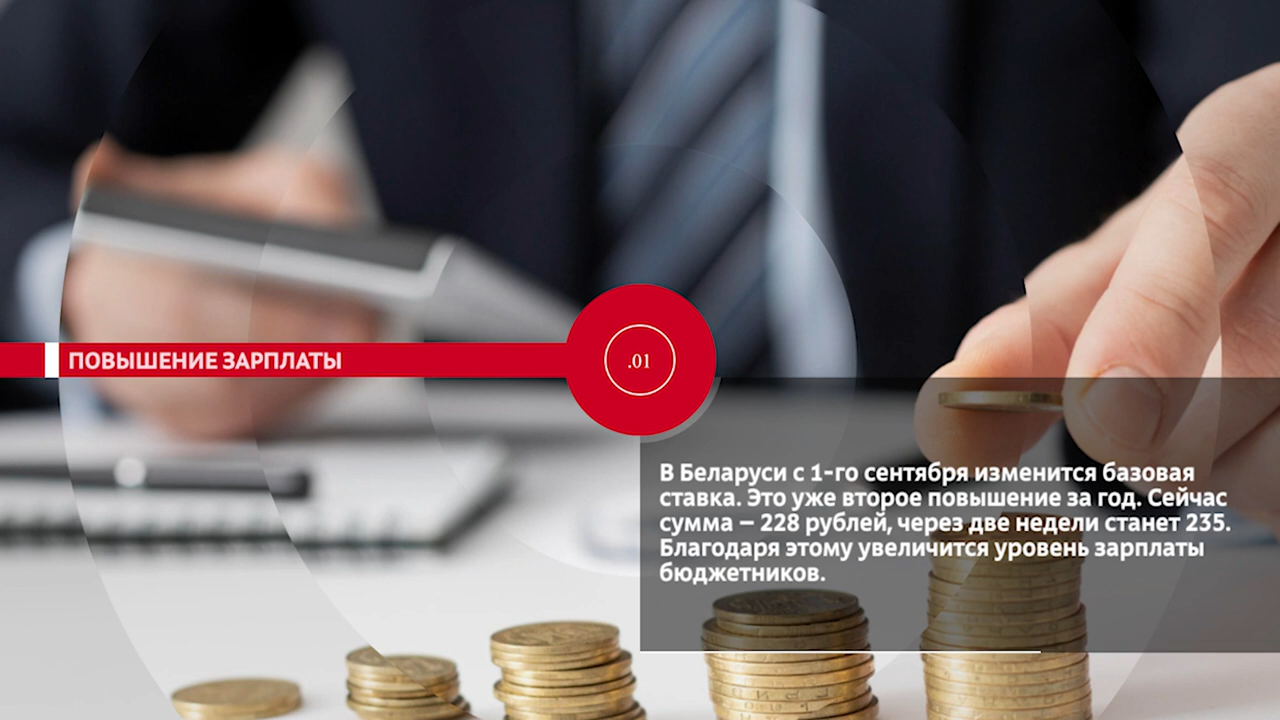 ПОВЫШЕНИЕ ЗАРПЛАТЫ
.01
В Беларуси с 1-го сентября изменится базовая
ставка. Это уже второе повышение за год. Сейчас
сумма – 228 рублей, через две недели станет 235.
Благодаря этому увеличится уровень зарплаты
бюджетников.